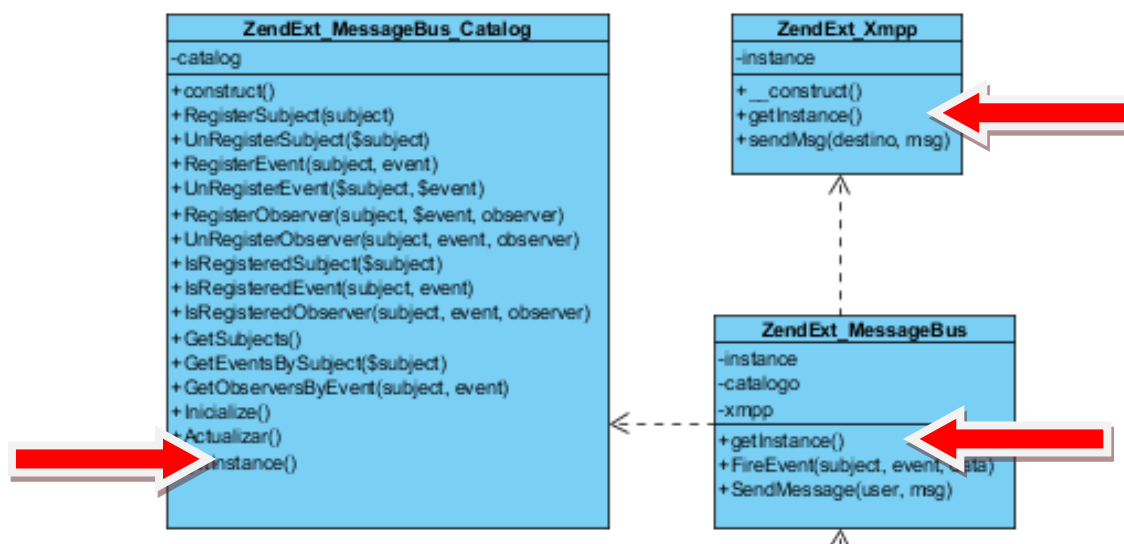 ZendExt_MessageBus_Catalog
-catalog
+construct()
+RegisterSubject(subject)
+UnRegisterSubject($subject)
+RegisterEvent(subject, event)
+UnRegisterEvent($subject, $event)
+RegisterObserver(subject, $event, observer)
+UnRegisterObserver(subject, event, observer)
+IsRegisteredSubject($subject)
+IsRegisteredEvent(subject, event)
+IsRegisteredObserver(subject, event, observer)
+GetSubjects()
+GetEventsBySubject($subject)
+GetObserversByEvent(subject, event)
+Inicialize()
+Actualizar()
Instance()
ZendExt_Xmpp
-instance
+__construct()
+getInstance()
+sendMsg(destino, msg)
ZendExt_MessageBus
-instance
-catalogo
-xmpp
+getInstance()
+FireEvent(subject, event, data)
+SendMessage(user, msg)